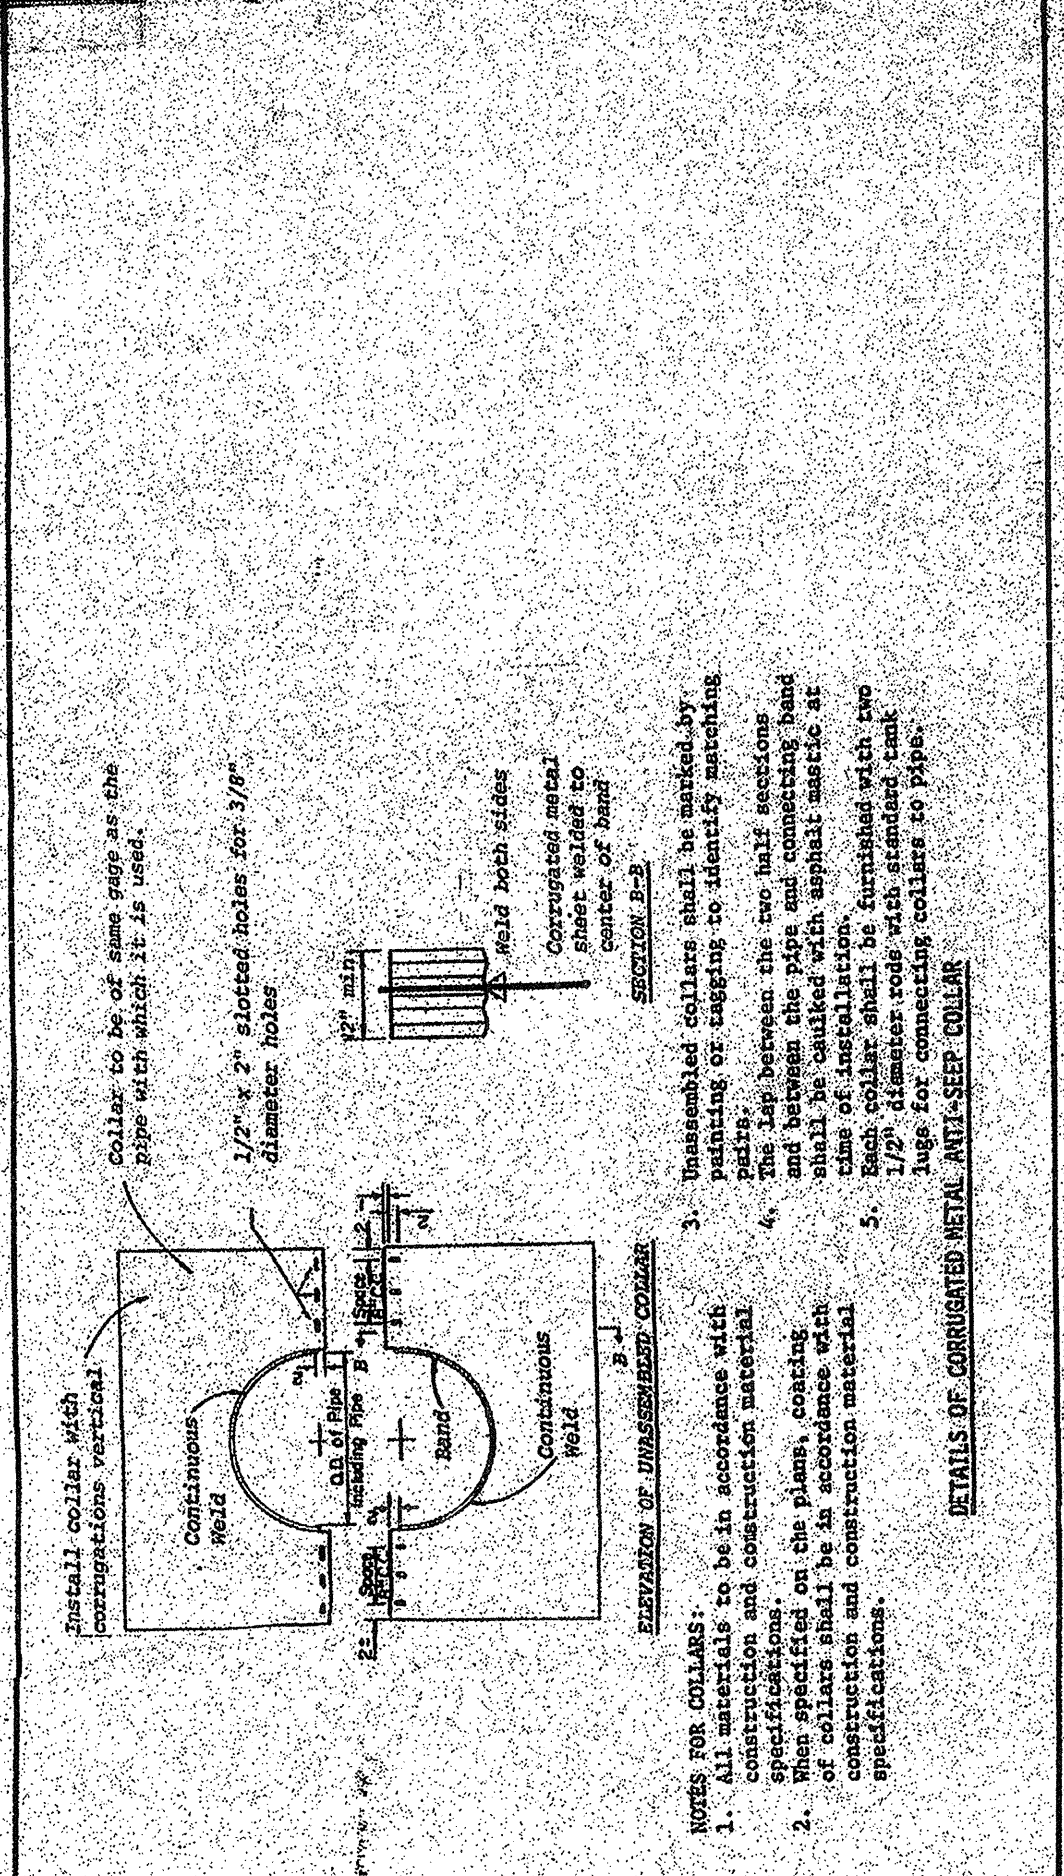 Install collar with
corrugations vertical
Collar to be of same gage as the
pipe with which it is used.
Continuous
Weld
1/2" x 2" slotted holes for 3/8"
diameter holes
O.D. of Pipe
Including Pipe
B
Space
8" C.C.
Space
8" C.C.
Band
Continuous
Weld
B
ELEVATION OF UNASSEMBLED COLLAR
12" min.
Weld both sides
Corrugated metal
sheet welded to
center of band
SECTION B-B
NOTES FOR COLLARS:
1. All materials to be in accordance with
construction and construction material
specifications.
2. When specified on the plans, coating
of collars shall be in accordance with
construction and construction material
specifications.
3. Unassembled collars shall be marked by
painting or tagging to identify matching
pairs.
4. The lap between the two half sections
and between the pipe and connecting band
shall be caulked with asphalt mastic at
time of installation.
5. Each collar shall be furnished with two
1/2" diameter rods with standard tank
lugs for connecting collars to pipe.
DETAILS OF CORRUGATED METAL ANTI-SEEP COLLAR